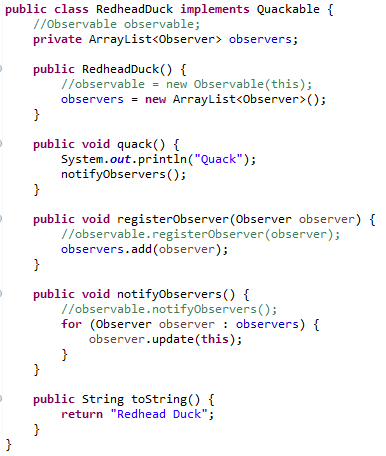 public class RedheadDuck implements Quackable {
    //Observable observable;
    private ArrayList<Observer> observers;

    public RedheadDuck() {
        //observable = new Observable(this);
        observers = new ArrayList<Observer>();
    }

    public void quack() {
        System.out.println("Quack");
        notifyObservers();
    }

    public void registerObserver(Observer observer) {
        //observable.registerObserver(observer);
        observers.add(observer);
    }

    public void notifyObservers() {
        //observable.notifyObservers();
        for (Observer observer : observers) {
            observer.update(this);
        }
    }

    public String toString() {
        return "Redhead Duck";
    }
}